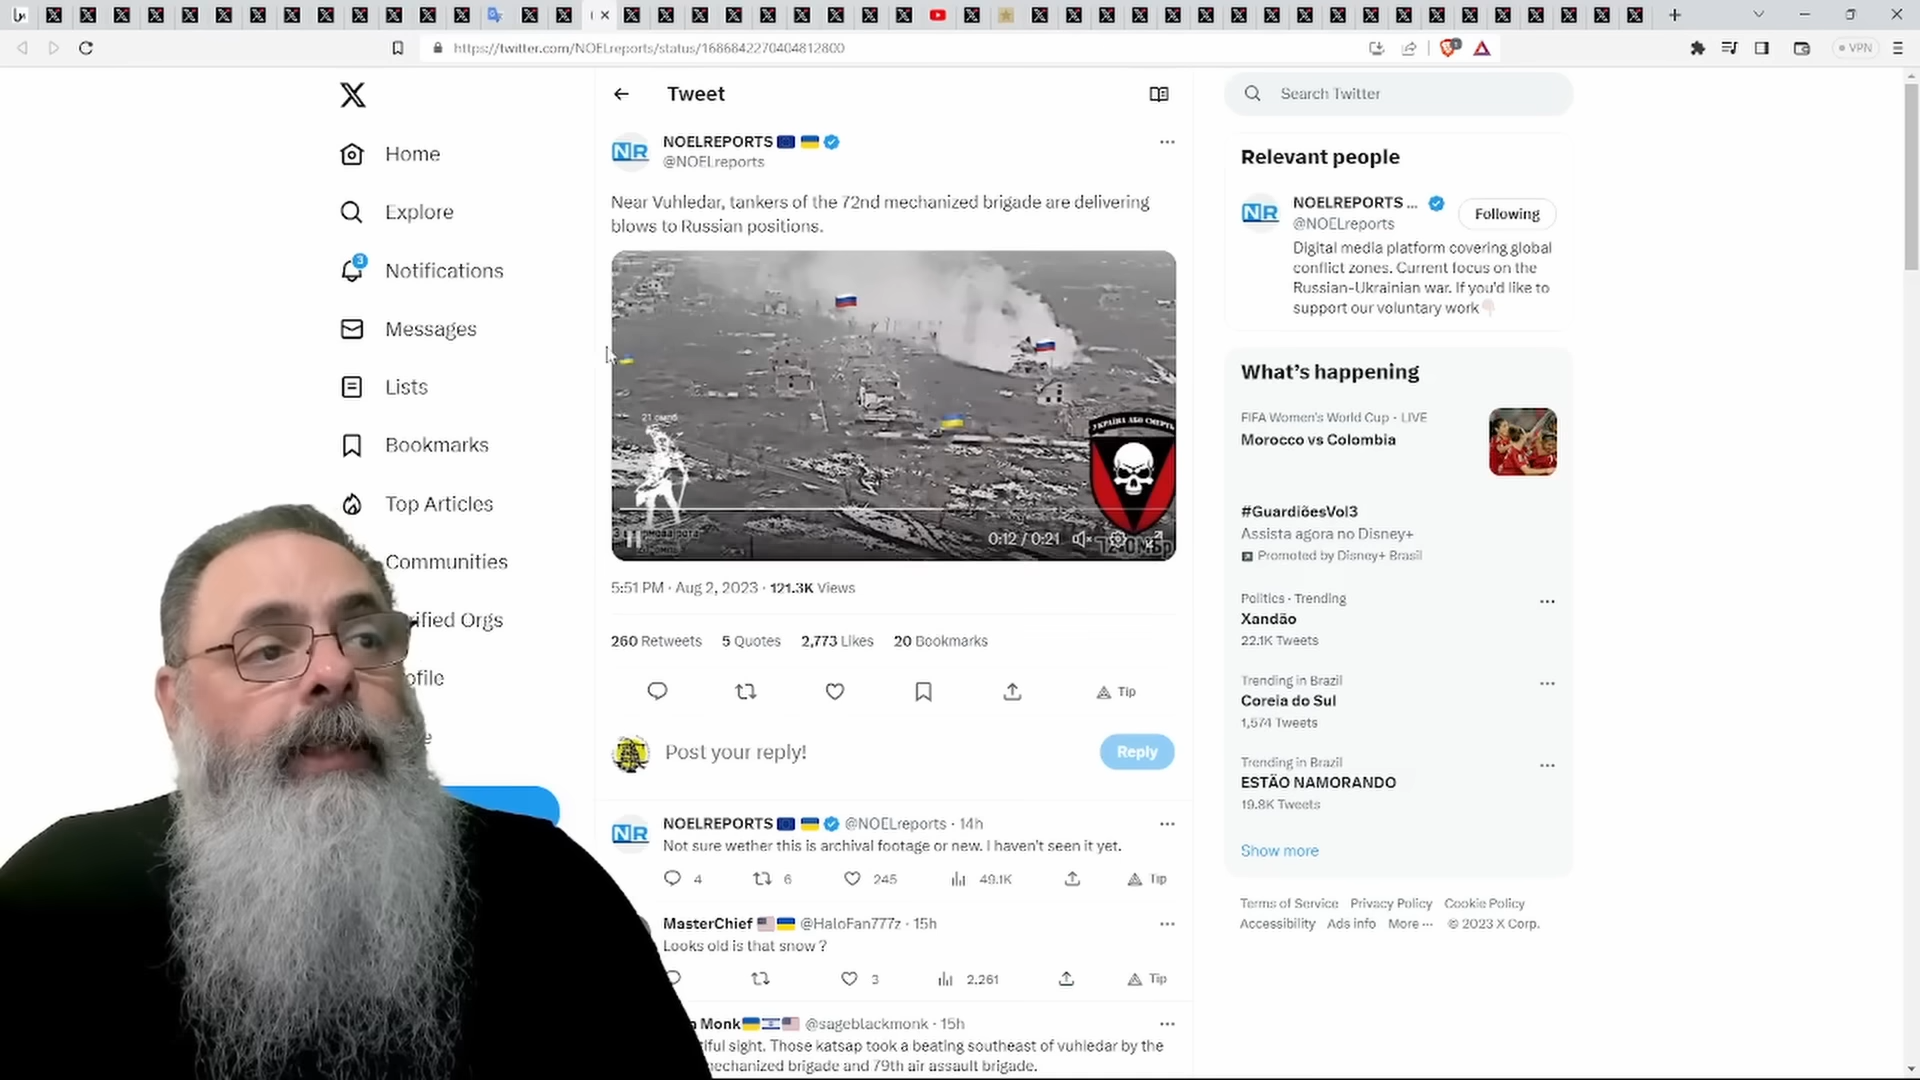 https://twitter.com/NOELreports/status/1686842270404812800
VPN
Home
Explore
3
Notifications
Messages
Lists
Bookmarks
Top Articles
Communities
Tweet
NOELREPORTS
@NOELreports
Near Vuhledar, tankers of the 72nd mechanized brigade are delivering
blows to Russian positions.
21 омпб
УКРАЇНА АБО СМЕРТЬ
0:12 / 0:21
5:51 PM · Aug 2, 2023 · 121.3K Views
260 Retweets 5 Quotes 2,773 Likes 20 Bookmarks
Tip
Post your reply!
Reply
NOELREPORTS @NOELreports · 14h
Not sure wether this is archival footage or new. I haven't seen it yet.
4 6 245 49.1K Tip
MasterChief @HaloFan777z · 15h
Looks old is that snow ?
3 2,261 Tip
Monk @sageblackmonk · 15h
sight. Those katsap took a beating southeast of vuhledar by the
brigade and 79th air assault brigade.
Search Twitter
Relevant people
NOELREPORTS ...
@NOELreports
Following
Digital media platform covering global
conflict zones. Current focus on the
Russian-Ukrainian war. If you'd like to
support our voluntary work
What's happening
FIFA Women's World Cup · LIVE
Morocco vs Colombia
#GuardiõesVol3
Assista agora no Disney+
Promoted by Disney+ Brasil
Politics · Trending
Xandão
22.1K Tweets
Trending in Brazil
Coreia do Sul
1,574 Tweets
Trending in Brazil
ESTÃO NAMORANDO
19.8K Tweets
Show more
Terms of Service Privacy Policy Cookie Policy
Accessibility Ads info More ··· © 2023 X Corp.